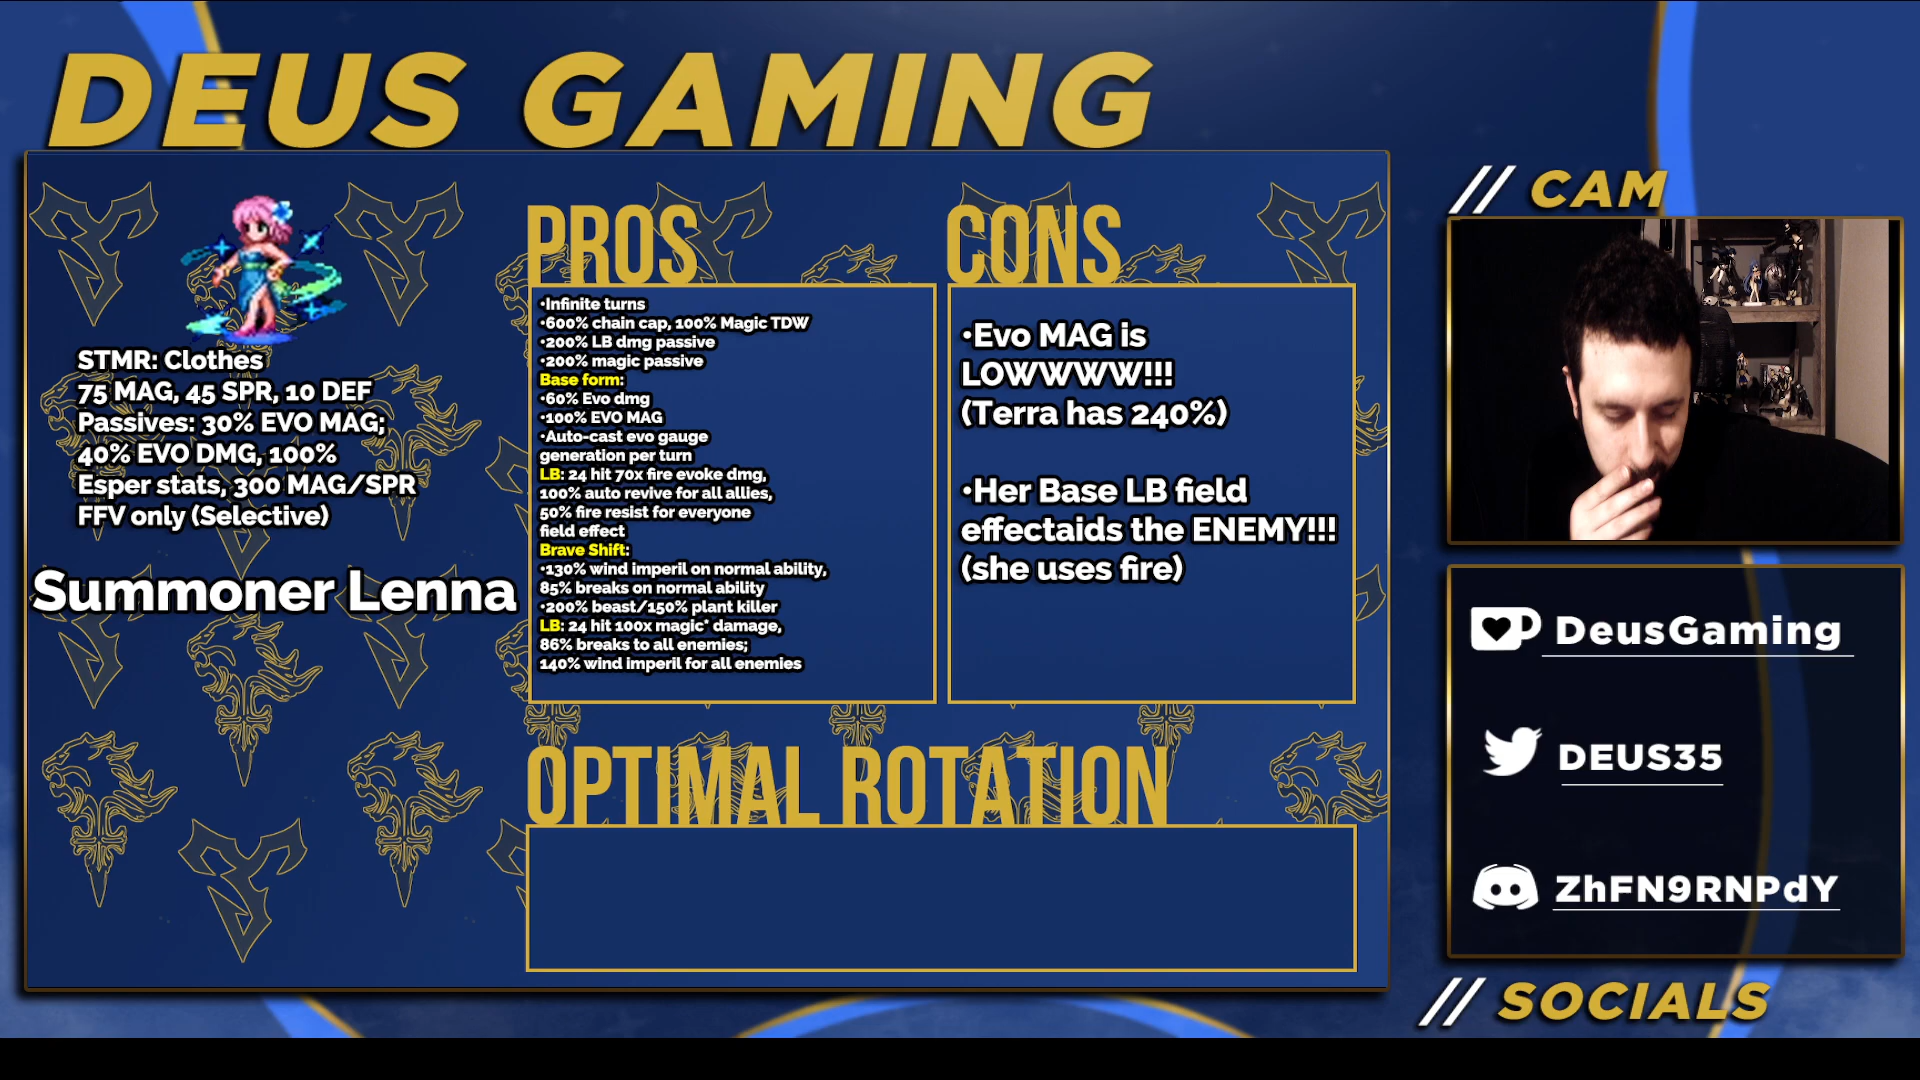 DEUS GAMING
STMR: Clothes
75 MAG, 45 SPR, 10 DEF
Passives: 30% EVO MAG;
40% EVO DMG, 100%
Esper stats, 300 MAG/SPR
FFV only (Selective)
Summoner Lenna
PROS
•Infinite turns
•600% chain cap, 100% Magic TDW
•200% LB dmg passive
•200% magic passive
Base form:
•60% Evo dmg
•100% EVO MAG
•Auto-cast evo gauge
generation per turn
LB: 24 hit 70x fire evoke dmg,
100% auto revive for all allies,
50% fire resist for everyone
field effect
Brave Shift:
•130% wind imperil on normal ability,
85% breaks on normal ability
•200% beast/150% plant killer
LB: 24 hit 100x magic* damage,
86% breaks to all enemies;
140% wind imperil for all enemies
CONS
•Evo MAG is
LOWWWW!!!
(Terra has 240%)
•Her Base LB field
effectaids the ENEMY!!!
(she uses fire)
OPTIMAL ROTATION
// CAM
DeusGaming
DEUS35
ZhFN9RNPdY
// SOCIALS